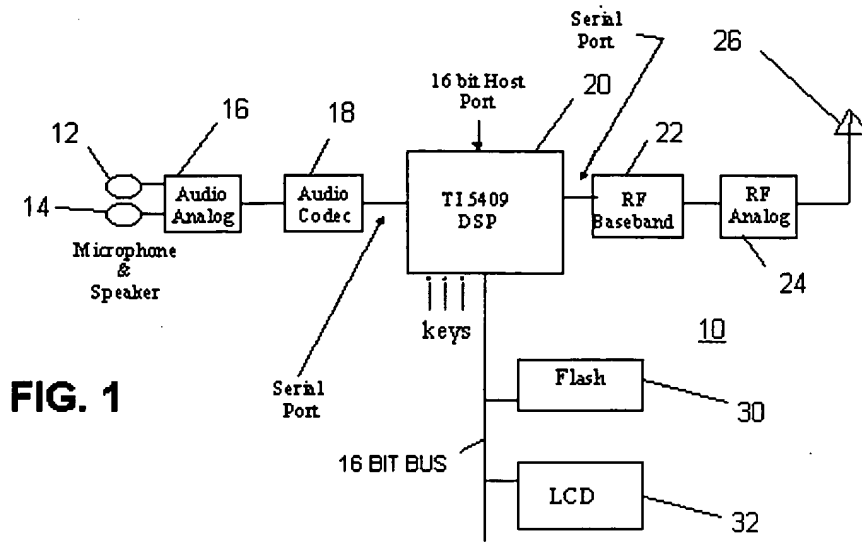 Serial
Port
26
16 bit Host
Port
20
16
18
22
12
14
Audio
Analog
Audio
Codec
TI 5409
DSP
RF
Baseband
RF
Analog
Microphone
&
Speaker
24
keys
10
Serial
Port
Flash
30
FIG. 1
16 BIT BUS
LCD
32